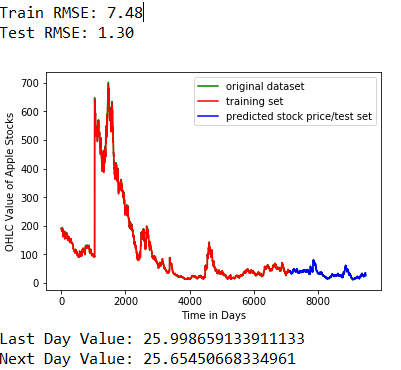 Train RMSE: 7.48
Test RMSE: 1.30
original dataset
training set
predicted stock price/test set
OHLC Value of Apple Stocks
700
600
500
400
300
200
100
0
0
2000
4000
6000
8000
Time in Days
Last Day Value: 25.998659133911133
Next Day Value: 25.65450668334961